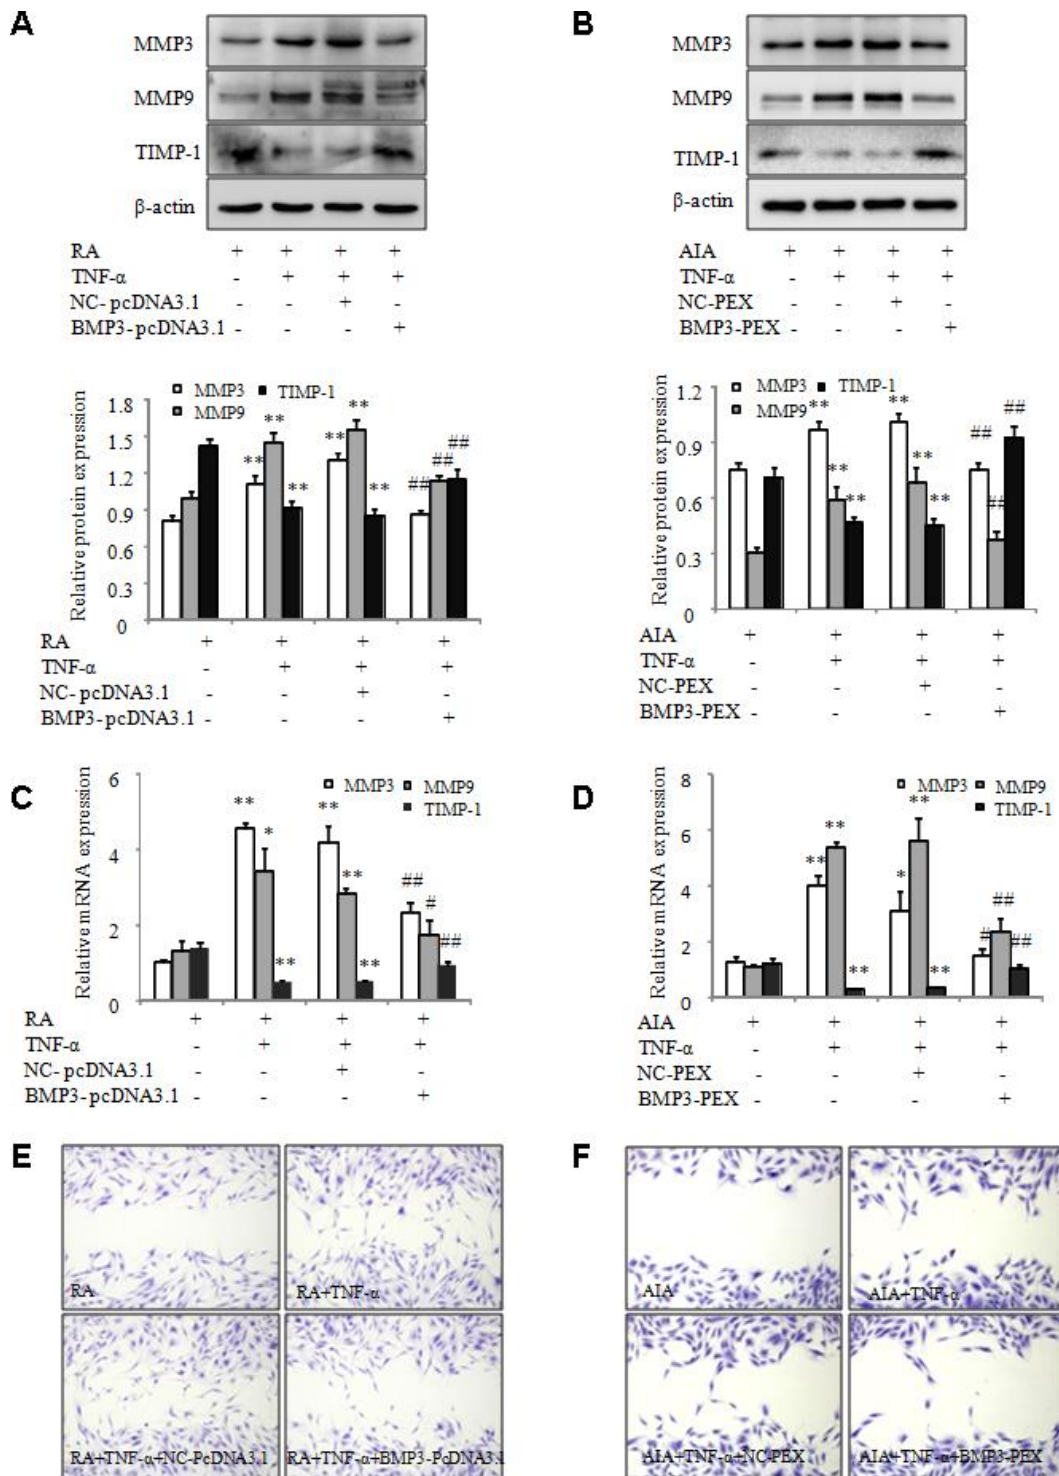 A
MMP3
MMP9
TIMP-1
β-actin
RA + + + +
TNF-α - + + +
NC- pcDNA3.1 - - + -
BMP3-pcDNA3.1 - - - +
MMP3 TIMP-1
MMP9
Relative protein expression
1.8
1.5
1.2
0.9
0.6
0.3
0
** ** ** ** ** ** ## ## ##
RA + + + +
TNF-α - + + +
NC- pcDNA3.1 - - + -
BMP3-pcDNA3.1 - - - +
B
MMP3
MMP9
TIMP-1
β-actin
AIA + + + +
TNF-α - + + +
NC-PEX - - + -
BMP3-PEX - - - +
MMP3 TIMP-1
MMP9
Relative protein expression
1.2
0.9
0.6
0.3
0
** ** ** ** ** ** ## ## ##
AIA + + + +
TNF-α - + + +
NC-PEX - - + -
BMP3-PEX - - - +
C
MMP3 MMP9
TIMP-1
Relative mRNA expression
6
4
2
0
** * ** ** ** ** ## # ##
RA + + + +
TNF-α - + + +
NC- pcDNA3.1 - - + -
BMP3-pcDNA3.1 - - - +
D
MMP3 MMP9
TIMP-1
Relative mRNA expression
8
6
4
2
0
** ** ** * ** ** # ## ##
AIA + + + +
TNF-α - + + +
NC-PEX - - + -
BMP3-PEX - - - +
E
RA
RA+TNF-α
RA+TNF-α+NC-PcDNA3.1
RA+TNF-α+BMP3-PcDNA3.1
F
AIA
AIA+TNF-α
AIA+TNF-α+NC-PEX
AIA+TNF-α+BMP3-PEX